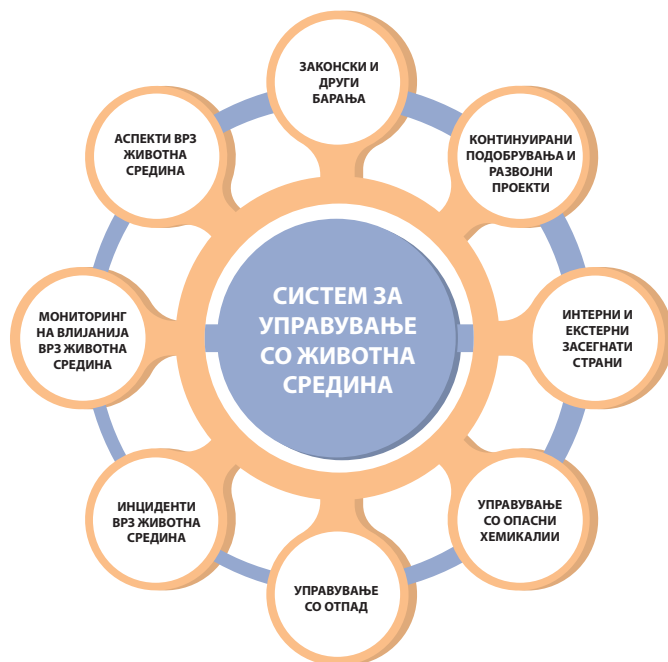 ЗАКОНСКИ И
ДРУГИ
БАРАЊА
КОНТИНУИРАНИ
ПОДОБРУВАЊА И
РАЗВОЈНИ
ПРОЕКТИ
ИНТЕРНИ И
ЕКСТЕРНИ
ЗАСЕГНАТИ
СТРАНИ
УПРАВУВАЊЕ
СО ОПАСНИ
ХЕМИКАЛИИ
УПРАВУВАЊЕ
СО ОТПАД
ИНЦИДЕНТИ
ВРЗ ЖИВОТНА
СРЕДИНА
МОНИТОРИНГ
НА ВЛИЈАНИЈА
ВРЗ ЖИВОТНА
СРЕДИНА
АСПЕКТИ ВРЗ
ЖИВОТНА
СРЕДИНА
СИСТЕМ ЗА
УПРАВУВАЊЕ
СО ЖИВОТНА
СРЕДИНА